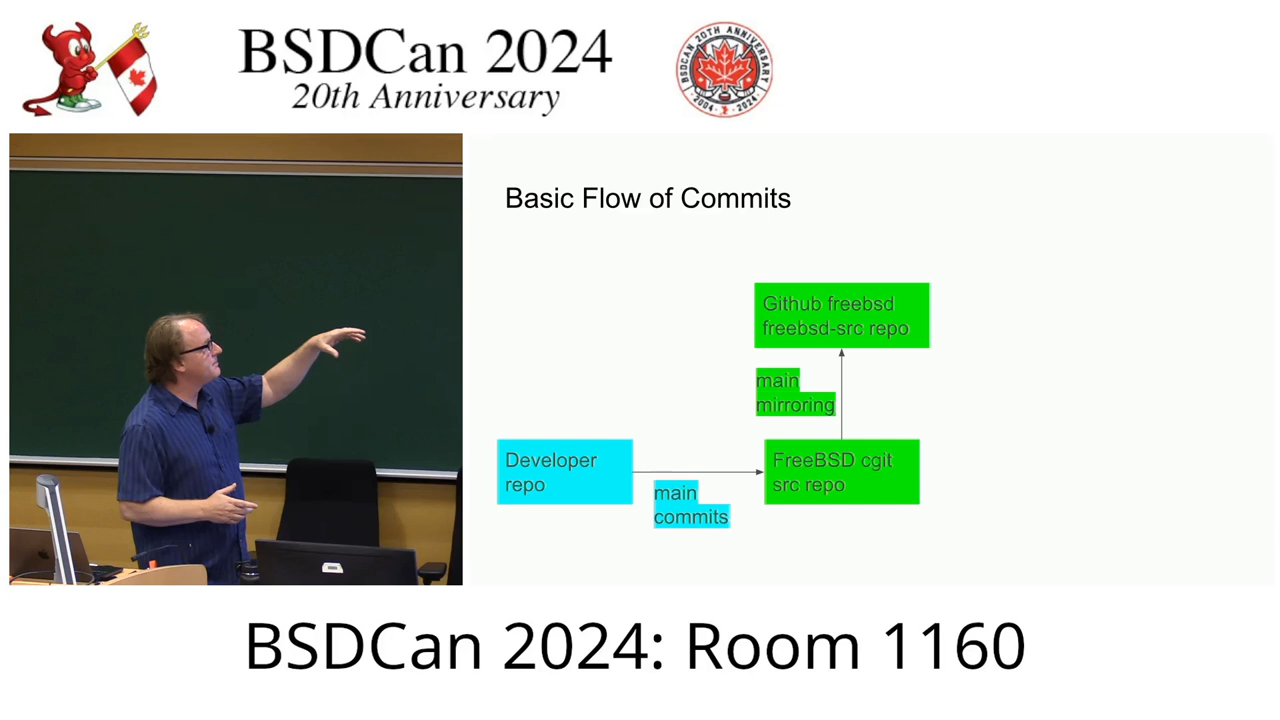 BSDCan 2024
20th Anniversary
BSDCAN 20TH ANNIVERSARY
2004 - 2024
Basic Flow of Commits
Github freebsd
freebsd-src repo
main
mirroring
Developer
repo
main
commits
FreeBSD cgit
src repo
BSDCan 2024: Room 1160